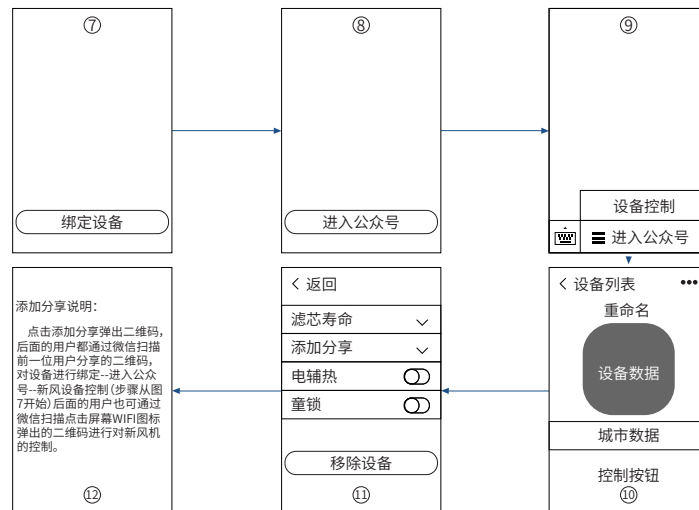 ⑦
绑定设备
⑧
进入公众号
⑨
设备控制
进入公众号
设备列表
重命名
设备数据
城市数据
控制按钮
⑩
返回
滤芯寿命
添加分享
电辅热
童锁
移除设备
⑪
添加分享说明：
点击添加分享弹出二维码，
后面的用户都通过微信扫描
前一位用户分享的二维码，
对设备进行绑定--进入公众
号--新风设备控制(步骤从图
7开始)后面的用户也可通过
微信扫描点击屏幕WIFI图标
弹出的二维码进行对新风机
的控制。
⑫